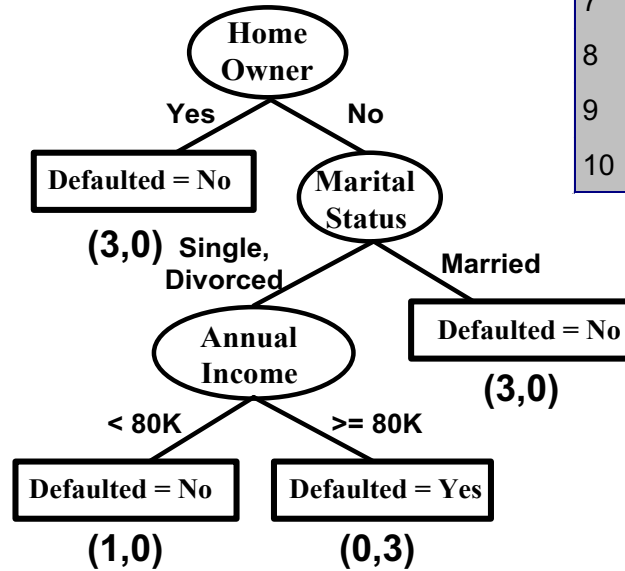 7
8
9
10
Home
Owner
Yes
No
Defaulted = No
Marital
Status
(3,0)
Single,
Divorced
Married
Annual
Income
Defaulted = No
(3,0)
< 80K
>= 80K
Defaulted = No
Defaulted = Yes
(1,0)
(0,3)